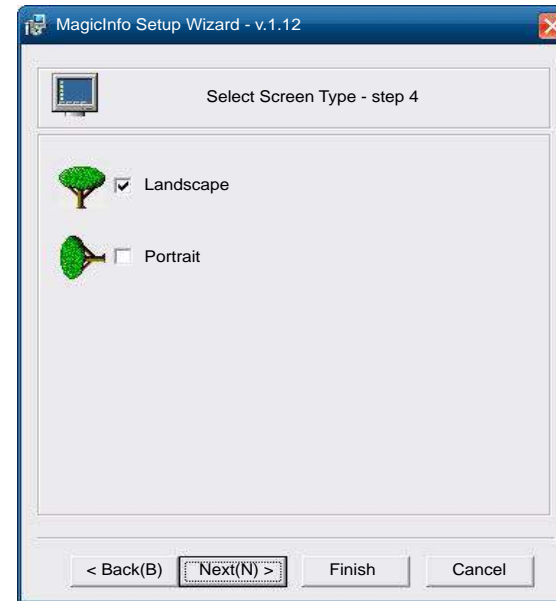 MagicInfo Setup Wizard - v.1.12
Select Screen Type - step 4
Landscape
Portrait
< Back(B) Next(N) > Finish Cancel